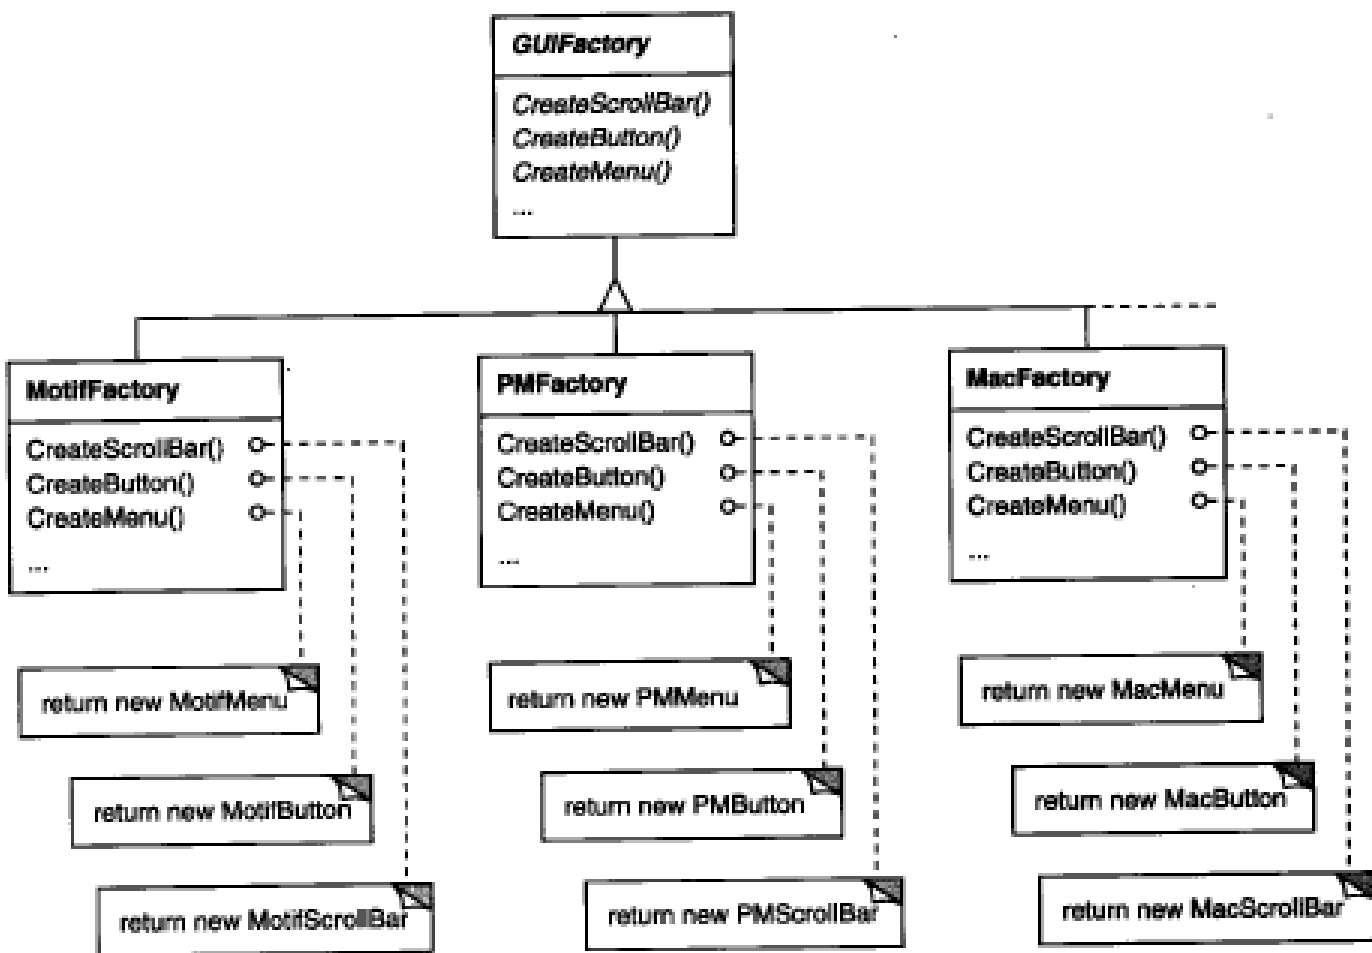 GUIFactory
CreateScrollBar()
CreateButton()
CreateMenu()
...
MotifFactory
CreateScrollBar()
CreateButton()
CreateMenu()
...
return new MotifMenu
return new MotifButton
return new MotifScrollBar
PMFactory
CreateScrollBar()
CreateButton()
CreateMenu()
...
return new PMMenu
return new PMButton
return new PMScrollBar
MacFactory
CreateScrollBar()
CreateButton()
CreateMenu()
...
return new MacMenu
return new MacButton
return new MacScrollBar